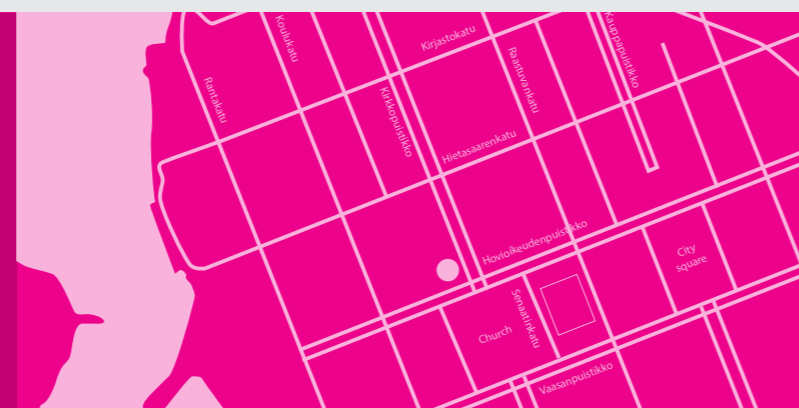 Koulukatu
Kauppapuistikko
Kirjastokatu
Raastuvankatu
Rantakatu
Kirkkopuistikko
Hietasaarenkatu
Hovioikeudenpuistikko
City
square
Senaatinkatu
Church
Vaasanpuistikko